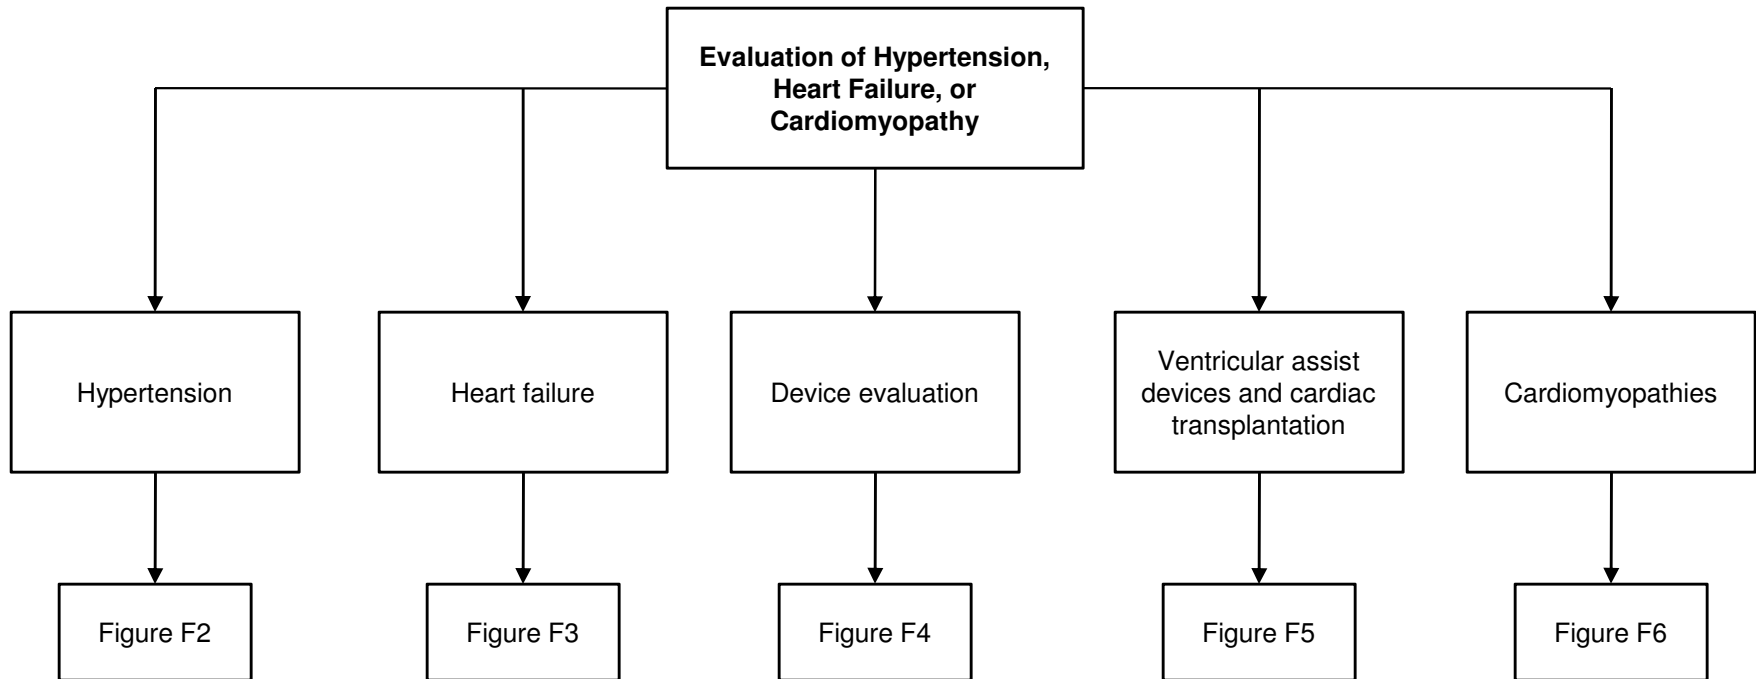 Evaluation of Hypertension,
Heart Failure, or
Cardiomyopathy
Hypertension
Heart failure
Device evaluation
Ventricular assist
devices and cardiac
transplantation
Cardiomyopathies
Figure F2
Figure F3
Figure F4
Figure F5
Figure F6